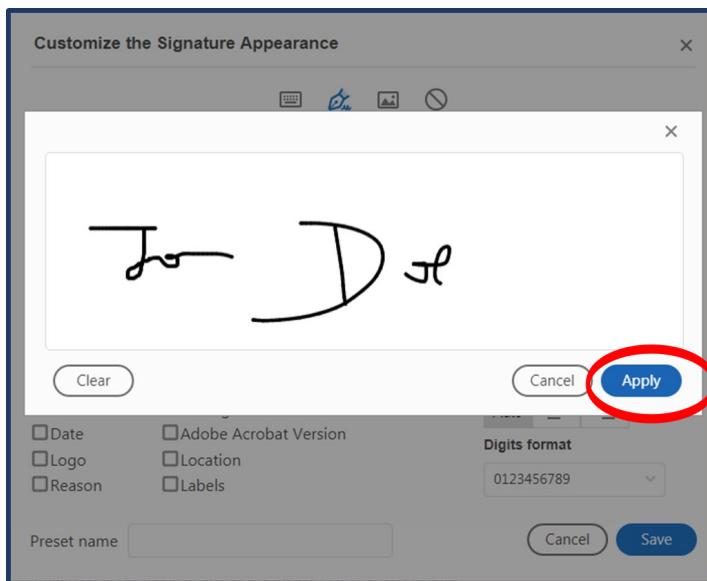 Customize the Signature Appearance
Clear
Cancel
Apply
Date
Adobe Acrobat Version
Logo
Location
Reason
Labels
Digits format
0123456789
Preset name
Cancel
Save